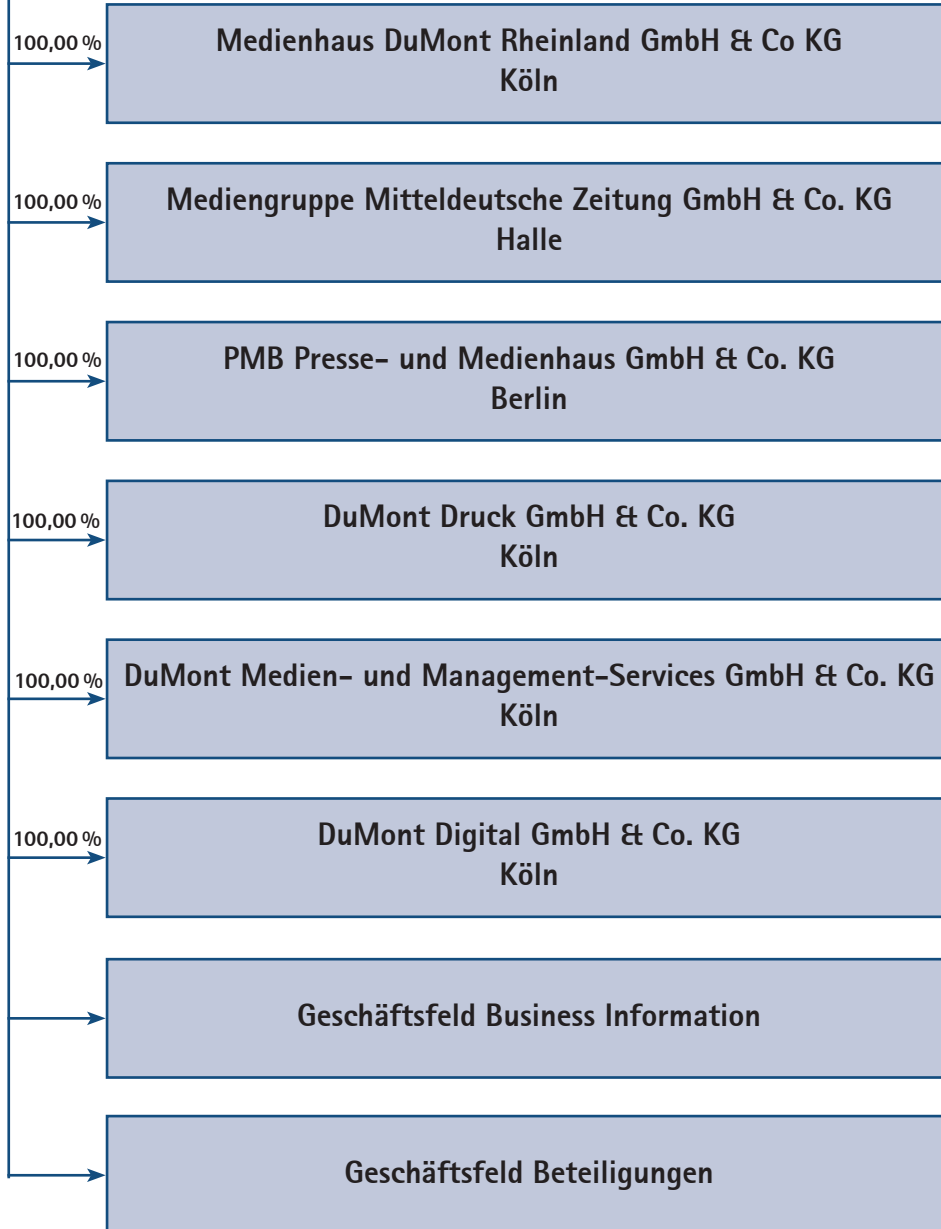 100,00 %
Medienhaus DuMont Rheinland GmbH & Co KG
Köln
100,00 %
Mediengruppe Mitteldeutsche Zeitung GmbH & Co. KG
Halle
100,00 %
PMB Presse- und Medienhaus GmbH & Co. KG
Berlin
100,00 %
DuMont Druck GmbH & Co. KG
Köln
100,00 %
DuMont Medien- und Management-Services GmbH & Co. KG
Köln
100,00 %
DuMont Digital GmbH & Co. KG
Köln
Geschäftsfeld Business Information
Geschäftsfeld Beteiligungen